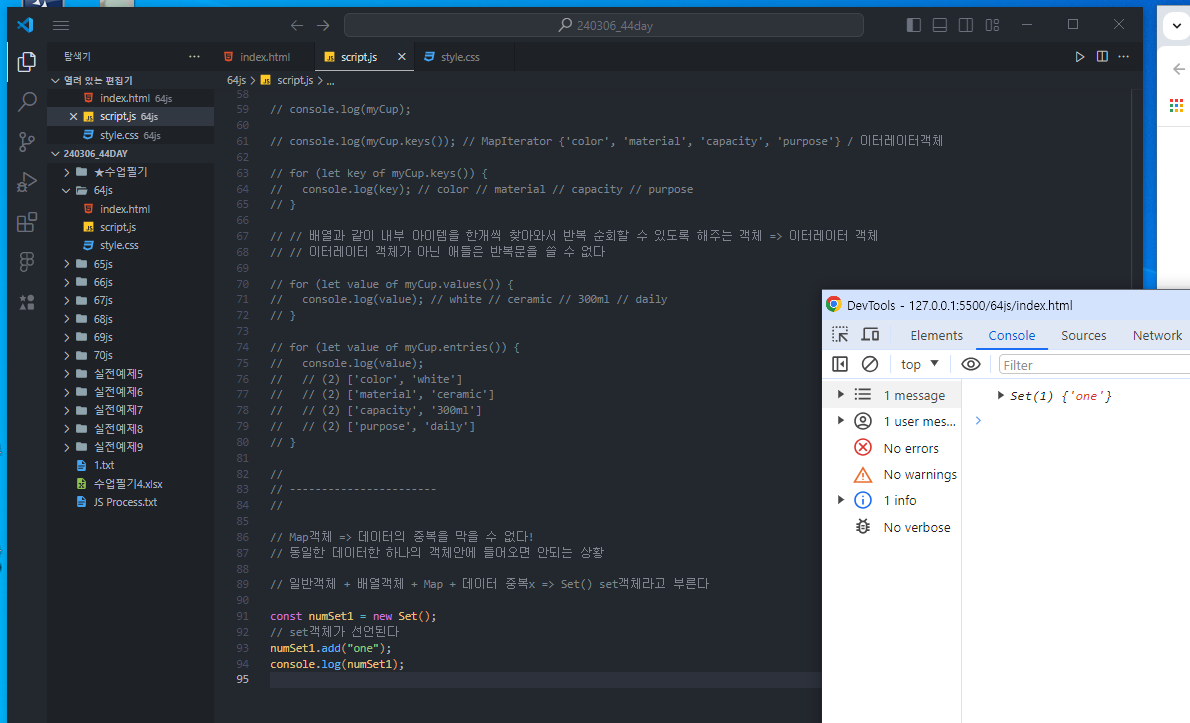 240306_44day
탐색기
index.html
script.js
style.css
열려 있는 편집기
index.html 64js
script.js 64js
style.css 64js
240306_44DAY
★수업필기
64js
index.html
script.js
style.css
65js
66js
67js
68js
69js
70js
실전예제5
실전예제6
실전예제7
실전예제8
실전예제9
1.txt
수업필기4.xlsx
JS Process.txt
64js > script.js > ...
58
59 // console.log(myCup);
60
61 // console.log(myCup.keys()); // MapIterator {'color', 'material', 'capacity', 'purpose'} / 이터레이터객체
62
63 // for (let key of myCup.keys()) {
64 //   console.log(key); // color // material // capacity // purpose
65 // }
66
67 // // 배열과 같이 내부 아이템을 한개씩 찾아와서 반복 순회할 수 있도록 해주는 객체 => 이터레이터 객체
68 // // 이터레이터 객체가 아닌 애들은 반복문을 쓸 수 없다
69
70 // for (let value of myCup.values()) {
71 //   console.log(value); // white // ceramic // 300ml // daily
72 // }
73
74 // for (let value of myCup.entries()) {
75 //   console.log(value);
76 //   // (2) ['color', 'white']
77 //   // (2) ['material', 'ceramic']
78 //   // (2) ['capacity', '300ml']
79 //   // (2) ['purpose', 'daily']
80 // }
81
82 //
83 // -----------------------
84 //
85
86 // Map객체 => 데이터의 중복을 막을 수 없다!
87 // 동일한 데이터한 하나의 객체안에 들어오면 안되는 상황
88
89 // 일반객체 + 배열객체 + Map + 데이터 중복x => Set() set객체라고 부른다
90
91 const numSet1 = new Set();
92 // set객체가 선언된다
93 numSet1.add("one");
94 console.log(numSet1);
95
DevTools - 127.0.0.1:5500/64js/index.html
Elements
Console
Sources
Network
top
Filter
1 message
1 user mes...
No errors
No warnings
1 info
No verbose
Set(1) {'one'}